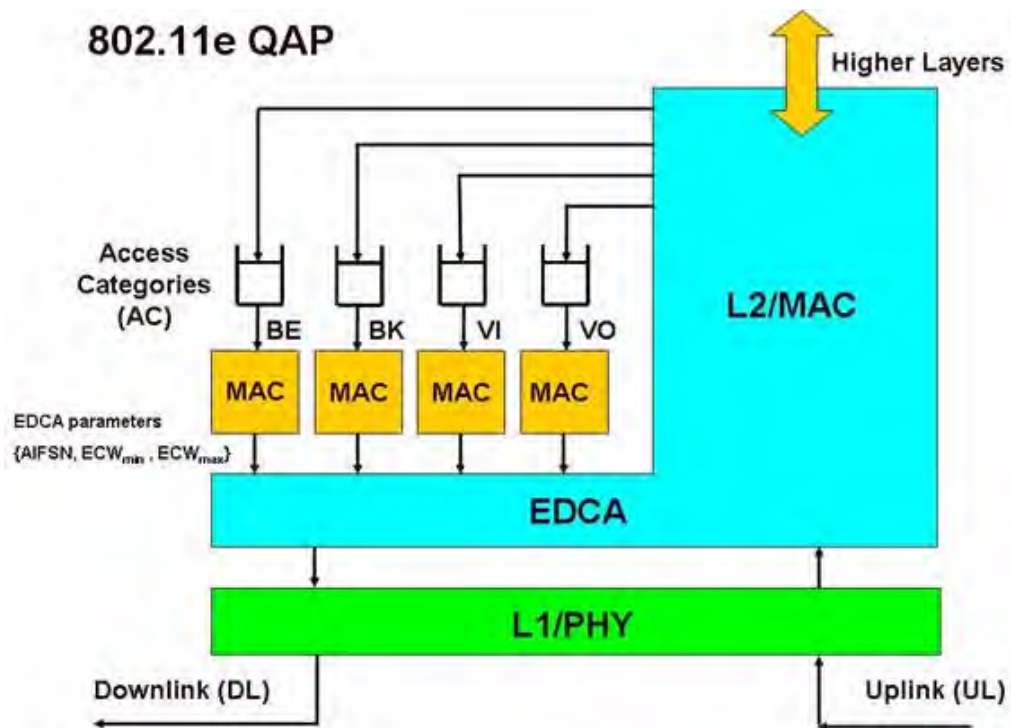 802.11e QAP
Higher Layers
Access
Categories
(AC)
BE
BK
VI
VO
L2/MAC
MAC
MAC
MAC
MAC
EDCA parameters
{AIFSN, ECWmin , ECWmax}
EDCA
L1/PHY
Downlink (DL)
Uplink (UL)